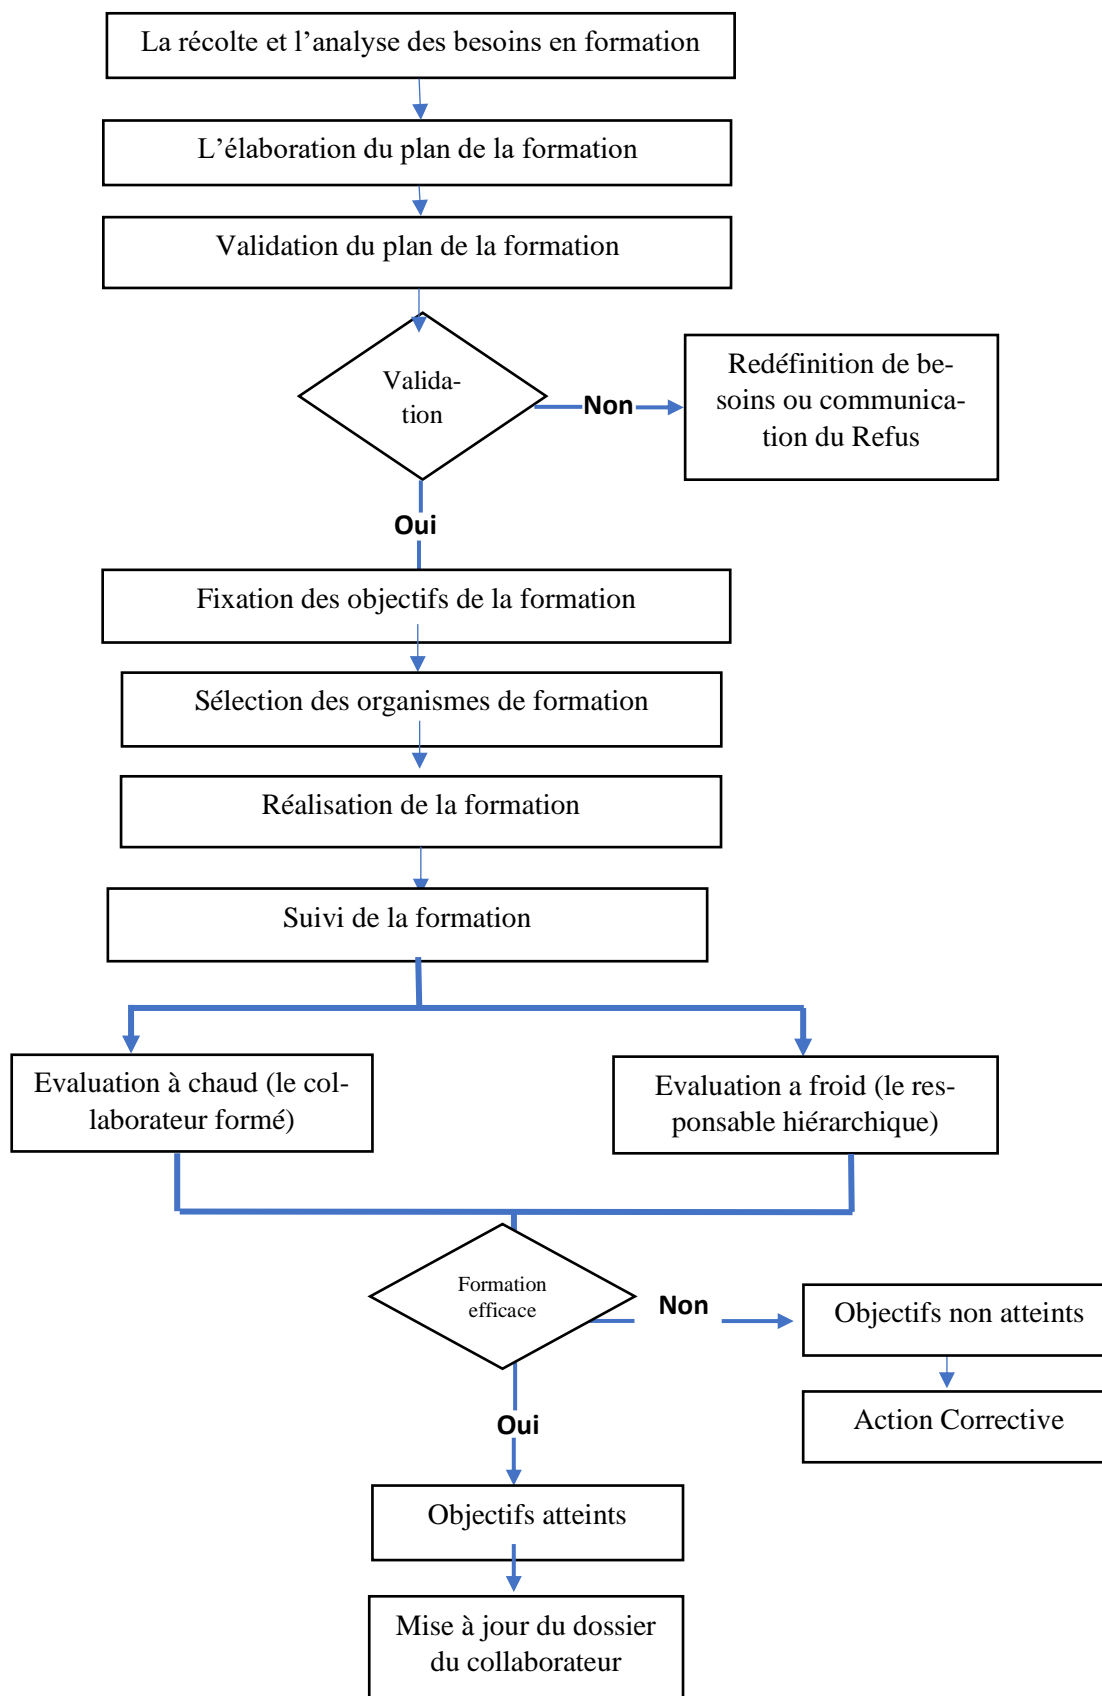 La récolte et l’analyse des besoins en formation
L’élaboration du plan de la formation
Validation du plan de la formation
Valida-
tion
Non
Redéfinition de be-
soins ou communica-
tion du Refus
Oui
Fixation des objectifs de la formation
Sélection des organismes de formation
Réalisation de la formation
Suivi de la formation
Evaluation à chaud (le col-
laborateur formé)
Evaluation a froid (le res-
ponsable hiérarchique)
Formation
efficace
Non
Objectifs non atteints
Action Corrective
Oui
Objectifs atteints
Mise à jour du dossier
du collaborateur